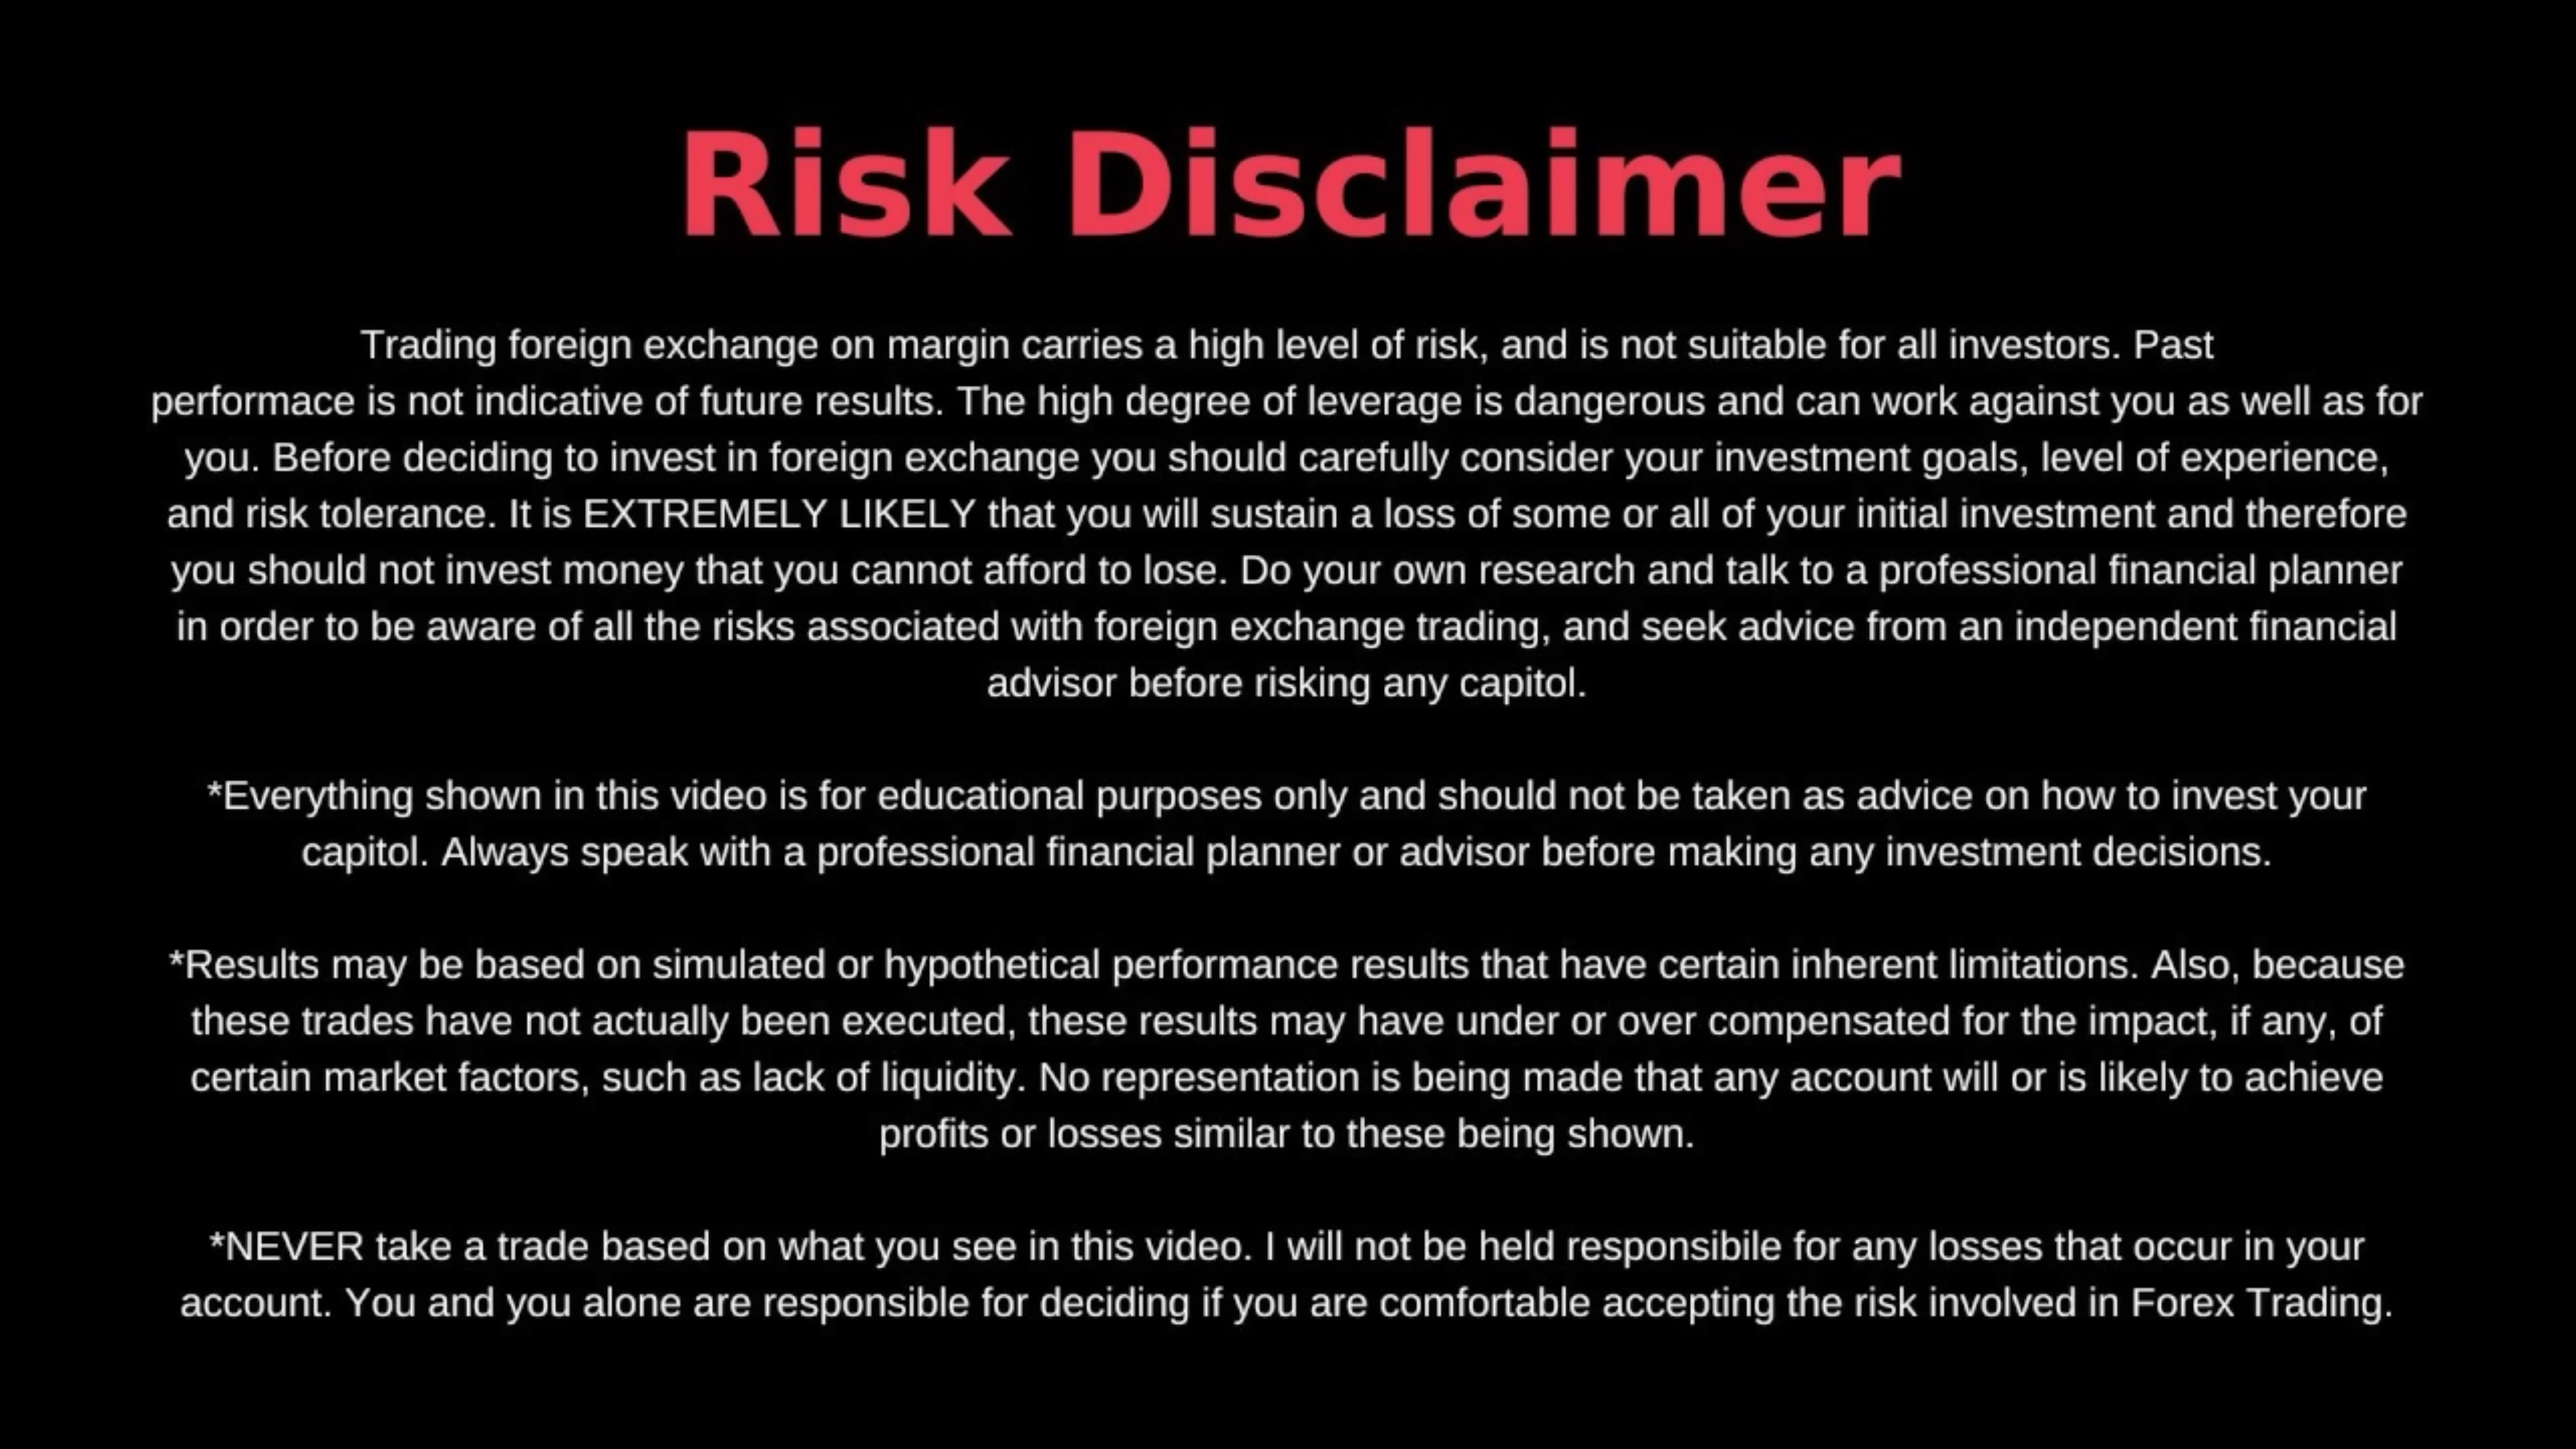 Risk Disclaimer
Trading foreign exchange on margin carries a high level of risk, and is not suitable for all investors. Past
performace is not indicative of future results. The high degree of leverage is dangerous and can work against you as well as for
you. Before deciding to invest in foreign exchange you should carefully consider your investment goals, level of experience,
and risk tolerance. It is EXTREMELY LIKELY that you will sustain a loss of some or all of your initial investment and therefore
you should not invest money that you cannot afford to lose. Do your own research and talk to a professional financial planner
in order to be aware of all the risks associated with foreign exchange trading, and seek advice from an independent financial
advisor before risking any capitol.
*Everything shown in this video is for educational purposes only and should not be taken as advice on how to invest your
capitol. Always speak with a professional financial planner or advisor before making any investment decisions.
*Results may be based on simulated or hypothetical performance results that have certain inherent limitations. Also, because
these trades have not actually been executed, these results may have under or over compensated for the impact, if any, of
certain market factors, such as lack of liquidity. No representation is being made that any account will or is likely to achieve
profits or losses similar to these being shown.
*NEVER take a trade based on what you see in this video. I will not be held responsibile for any losses that occur in your
account. You and you alone are responsible for deciding if you are comfortable accepting the risk involved in Forex Trading.